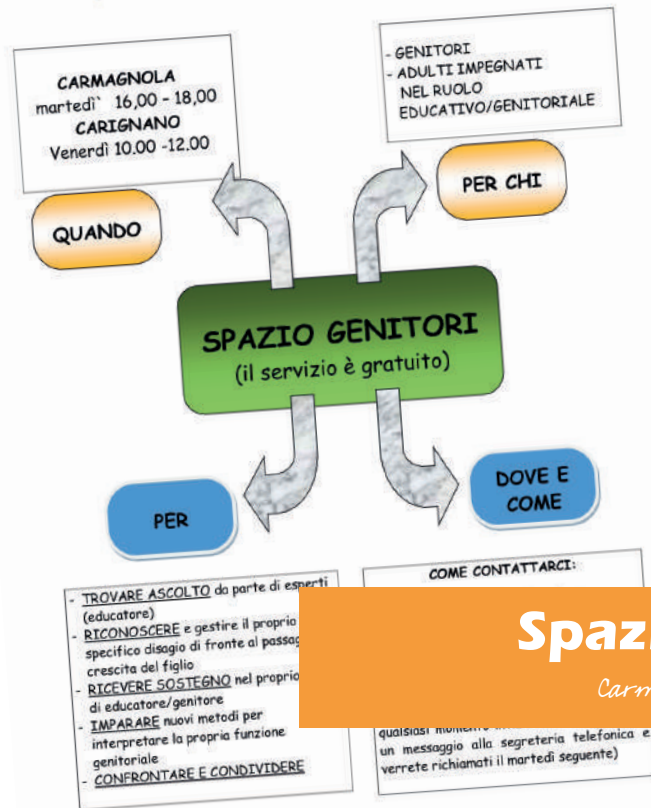 CARMAGNOLA
martedì` 16,00 – 18,00
CARIGNANO
Venerdì 10.00 -12.00
QUANDO
- GENITORI
- ADULTI IMPEGNATI
NEL RUOLO
EDUCATIVO/GENITORIALE
PER CHI
SPAZIO GENITORI
(il servizio è gratuito)
PER
DOVE E
COME
- TROVARE ASCOLTO da parte di esperti
(educatore)
- RICONOSCERE e gestire il proprio
specifico disagio di fronte al
crescita del figlio
- RICEVERE SOSTEGNO nel proprio
di educatore/genitore
- IMPARARE nuovi metodi per
interpretare la propria funzione
genitoriale
- CONFRONTARE E CONDIVIDERE
COME CONTATTARCI:
Spaz
Carm
qualsiasi momento
un messaggio alla segreteria telefonica e
verrete richiamati il martedì seguente)